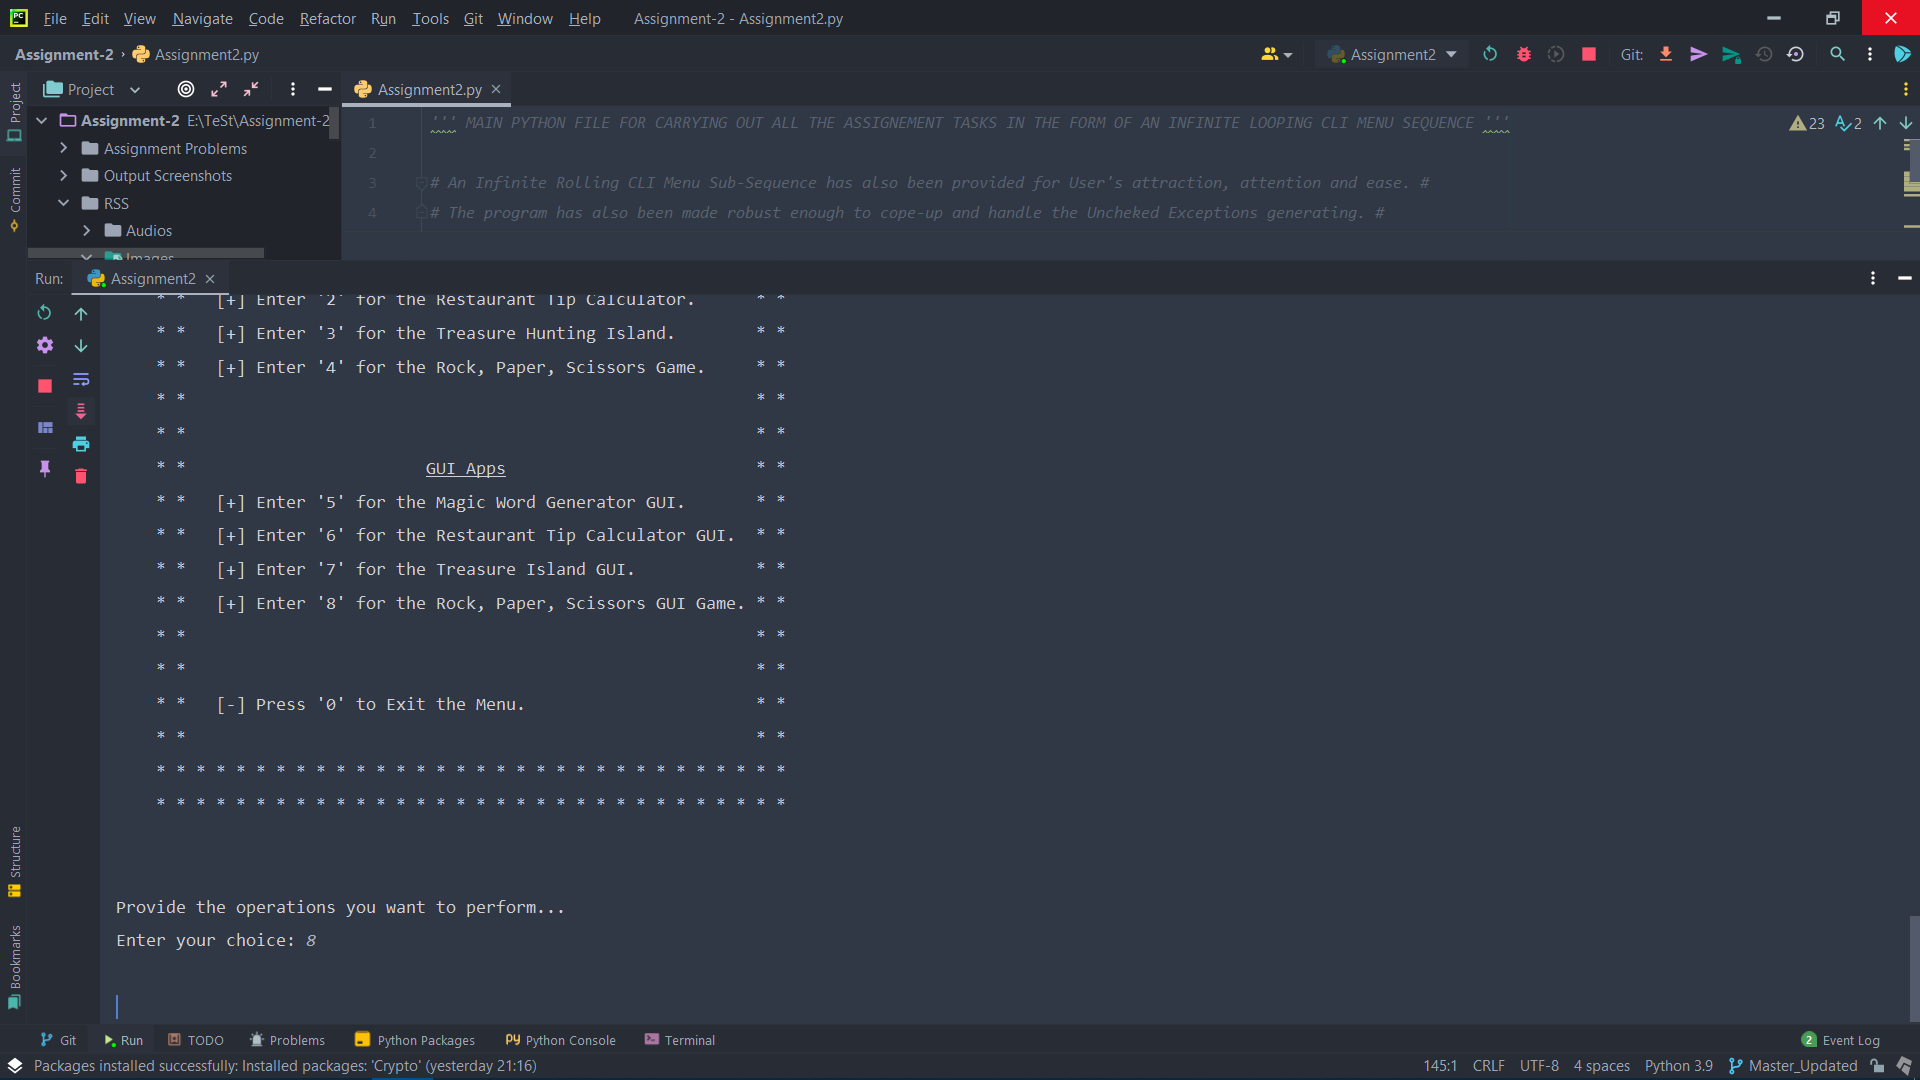 PC
File Edit View Navigate Code Refactor Run Tools Git Window Help Assignment-2 - Assignment2.py
Assignment-2 Assignment2.py
Assignment2 Git:
Project Assignment2.py
Project
Assignment-2 E:\TeSt\Assignment-2
Assignment Problems
Output Screenshots
RSS
Audios
Images
Commit
1 ''' MAIN PYTHON FILE FOR CARRYING OUT ALL THE ASSIGNEMENT TASKS IN THE FORM OF AN INFINITE LOOPING CLI MENU SEQUENCE '''
2
3 # An Infinite Rolling CLI Menu Sub-Sequence has also been provided for User's attraction, attention and ease. #
4 # The program has also been made robust enough to cope-up and handle the Uncheked Exceptions generating. #
23 2
Run: Assignment2
* * [+] Enter '2' for the Restaurant Tip Calculator. * *
* * [+] Enter '3' for the Treasure Hunting Island. * *
* * [+] Enter '4' for the Rock, Paper, Scissors Game. * *
* * * *
* * * *
* * GUI Apps * *
* * [+] Enter '5' for the Magic Word Generator GUI. * *
* * [+] Enter '6' for the Restaurant Tip Calculator GUI. * *
* * [+] Enter '7' for the Treasure Island GUI. * *
* * [+] Enter '8' for the Rock, Paper, Scissors GUI Game. * *
* * * *
* * * *
* * [-] Press '0' to Exit the Menu. * *
* * * *
* * * * * * * * * * * * * * * * * * * * * * * * * * * * * * * *
* * * * * * * * * * * * * * * * * * * * * * * * * * * * * * * *
Provide the operations you want to perform...
Enter your choice: 8
Structure
Bookmarks
Git Run TODO Problems Python Packages Python Console Terminal 2 Event Log
Packages installed successfully: Installed packages: 'Crypto' (yesterday 21:16) 145:1 CRLF UTF-8 4 spaces Python 3.9 Master_Updated